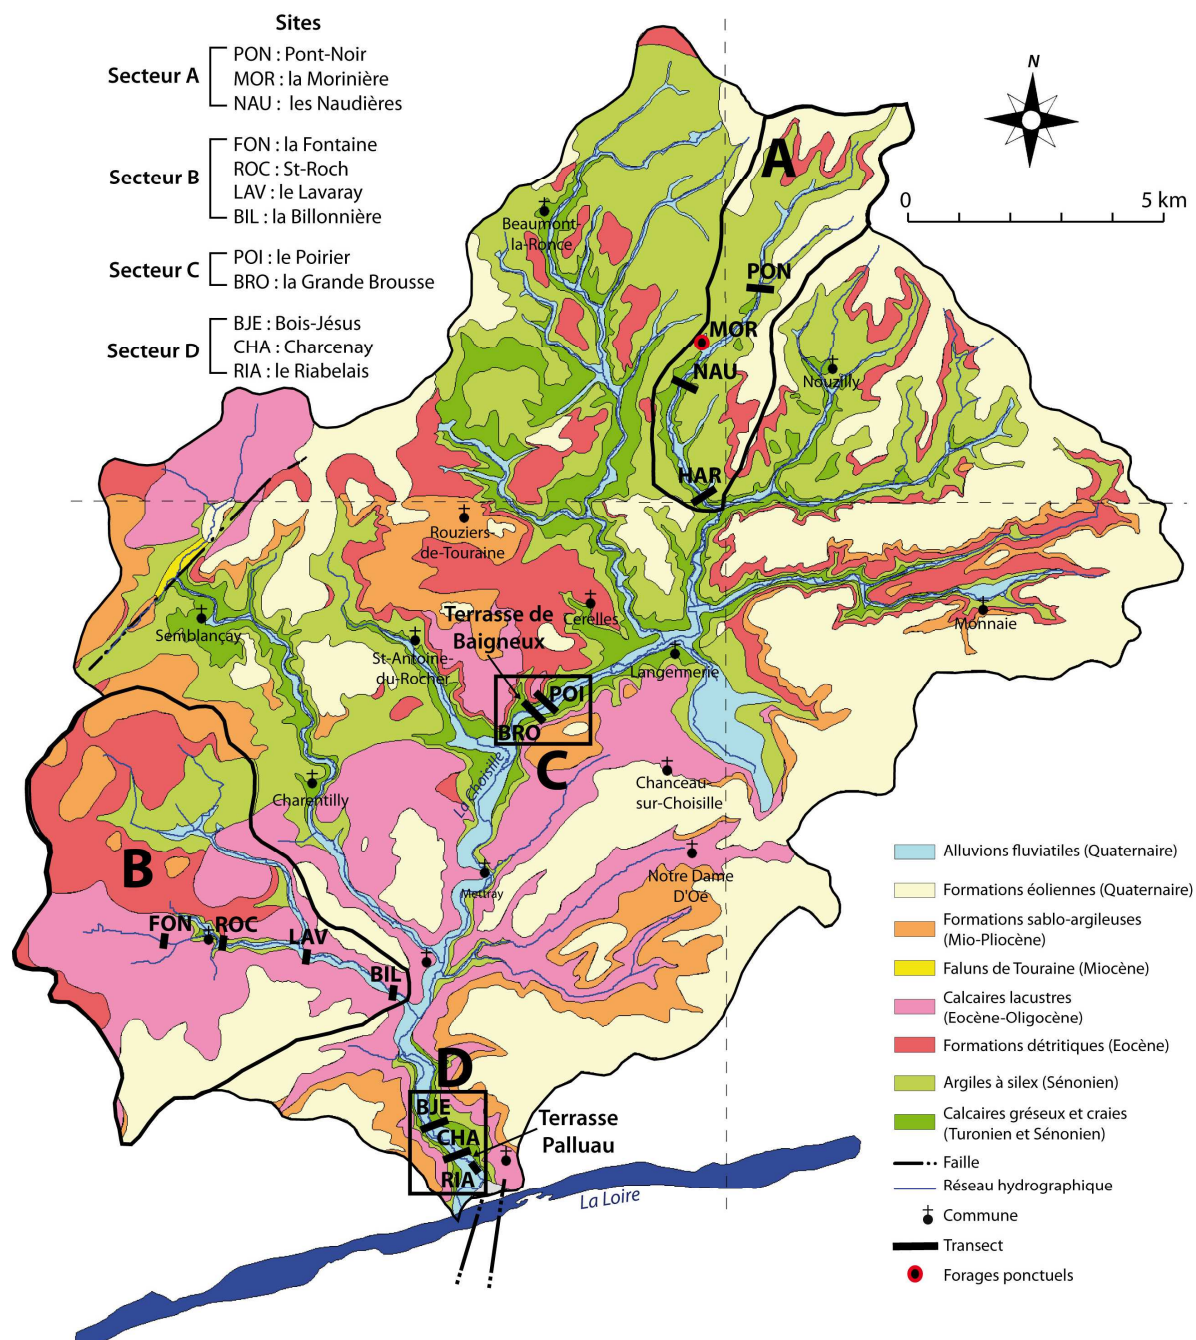 Sites
Secteur A
PON : Pont-Noir
MOR : la Morinière
NAU : les Naudières
Secteur B
FON : la Fontaine
ROC : St-Roch
LAV : le Lavaray
BIL : la Billonnière
Secteur C
POI : le Poirier
BRO : la Grande Brousse
Secteur D
BJE : Bois-Jésus
CHA : Charcenay
RIA : le Riabelais
N
0
5 km
A
Beaumont-
la-Ronce
PON
MOR
NAU
Nouzilly
HAR
Rouziers-
de-Touraine
Semblançay
Terrasse de
Baigneux
Cerelles
St-Antoine-
du-Rocher
Langennerie
Monnaie
POI
BRO
C
La Choisille
Charentilly
Chanceau-
sur-Choisille
B
Mettray
Notre Dame
D'Oé
FON
ROC
LAV
BIL
D
BJE
CHA
RIA
Terrasse
Palluau
La Loire
Alluvions fluviatiles (Quaternaire)
Formations éoliennes (Quaternaire)
Formations sablo-argileuses
(Mio-Pliocène)
Faluns de Touraine (Miocène)
Calcaires lacustres
(Eocène-Oligocène)
Formations détritiques (Eocène)
Argiles à silex (Sénonien)
Calcaires gréseux et craies
(Turonien et Sénonien)
Faille
Réseau hydrographique
Commune
Transect
Forages ponctuels